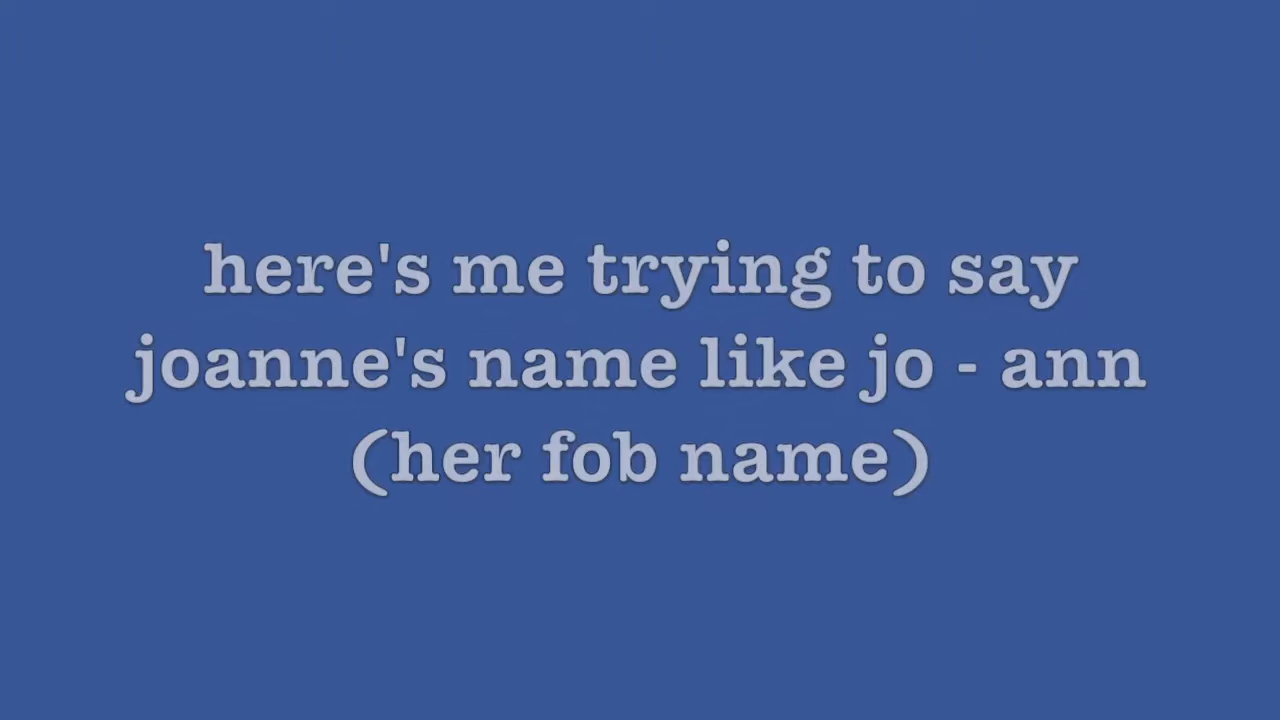 here's me trying to say
joanne's name like jo - ann
(her fob name)